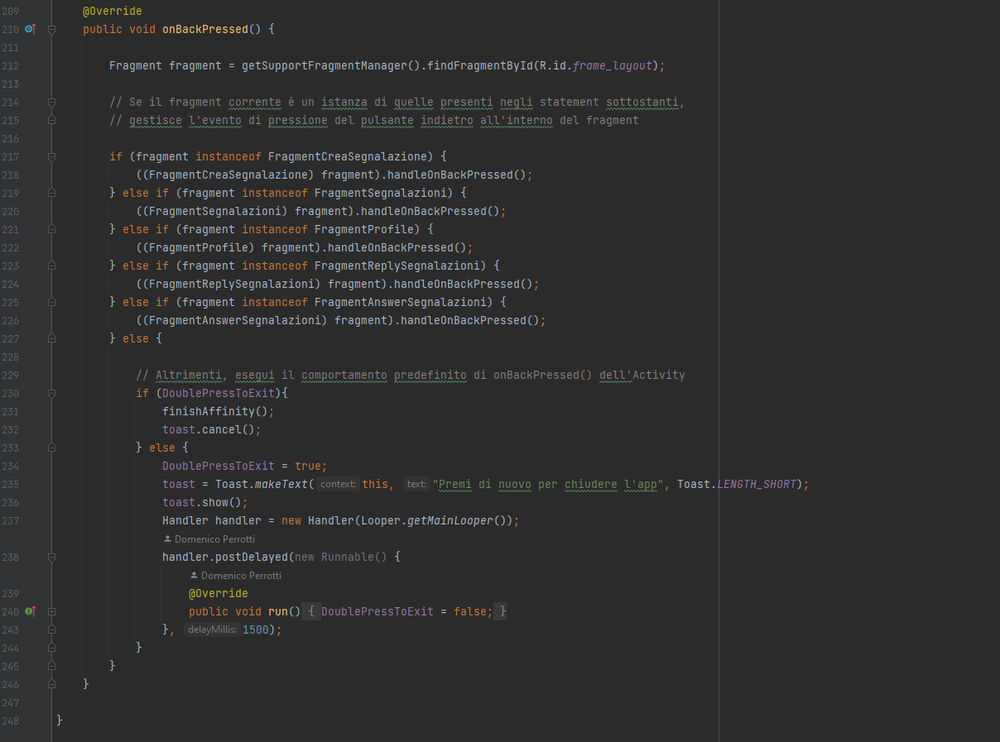 209 @Override
210 public void onBackPressed() {
211
212 Fragment fragment = getSupportFragmentManager().findFragmentById(R.id.frame_layout);
213
214 // Se il fragment corrente è un istanza di quelle presenti negli statement sottostanti,
215 // gestisce l'evento di pressione del pulsante indietro all'interno del fragment
216
217 if (fragment instanceof FragmentCreaSegnalazione) {
218 ((FragmentCreaSegnalazione) fragment).handleOnBackPressed();
219 } else if (fragment instanceof FragmentSegnalazioni) {
220 ((FragmentSegnalazioni) fragment).handleOnBackPressed();
221 } else if (fragment instanceof FragmentProfile) {
222 ((FragmentProfile) fragment).handleOnBackPressed();
223 } else if (fragment instanceof FragmentReplySegnalazioni) {
224 ((FragmentReplySegnalazioni) fragment).handleOnBackPressed();
225 } else if (fragment instanceof FragmentAnswerSegnalazioni) {
226 ((FragmentAnswerSegnalazioni) fragment).handleOnBackPressed();
227 } else {
228
229 // Altrimenti, esegui il comportamento predefinito di onBackPressed() dell'Activity
230 if (DoublePressToExit){
231 finishAffinity();
232 toast.cancel();
233 } else {
234 DoublePressToExit = true;
235 toast = Toast.makeText( context: this, text: "Premi di nuovo per chiudere l'app", Toast.LENGTH_SHORT);
236 toast.show();
237 Handler handler = new Handler(Looper.getMainLooper());
Domenico Perrotti
238 handler.postDelayed(new Runnable() {
Domenico Perrotti
239 @Override
240 public void run() { DoublePressToExit = false; }
243 }, delayMillis: 1500);
244 }
245 }
246 }
247
248 }